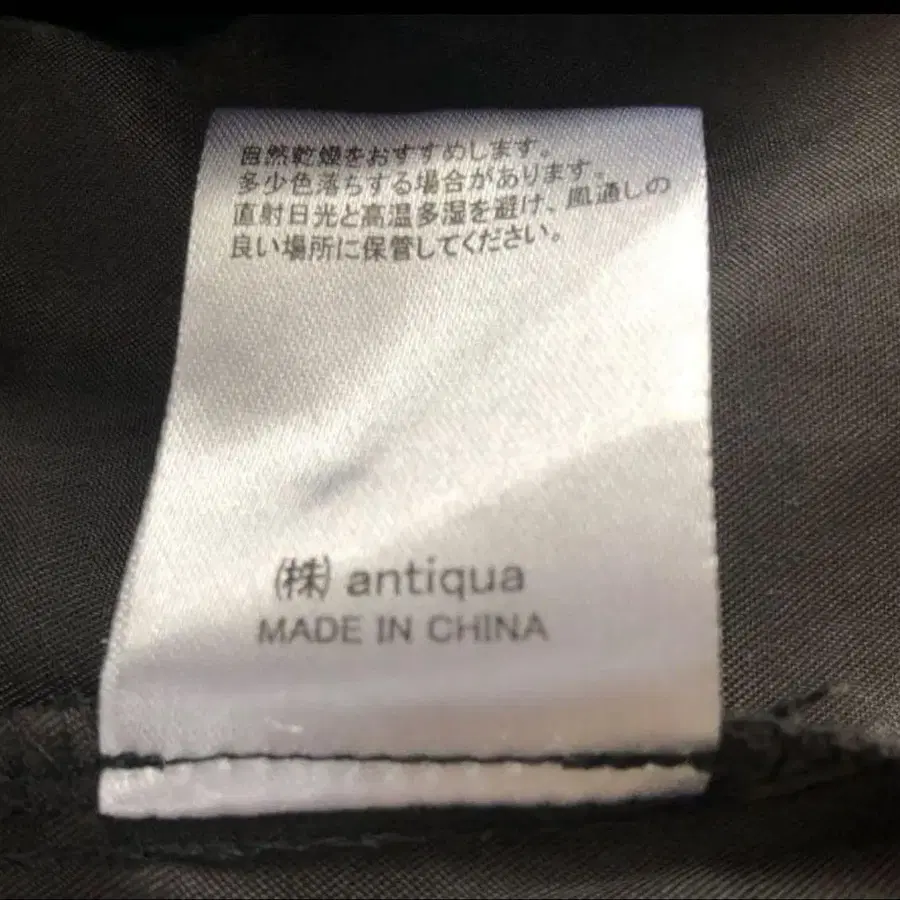 自然乾燥をおすすめします。
多少色落ちする場合があります。
直射日光と高温多湿を避け、風通しの
良い場所に保管してください。
㈱ antiqua
MADE IN CHINA